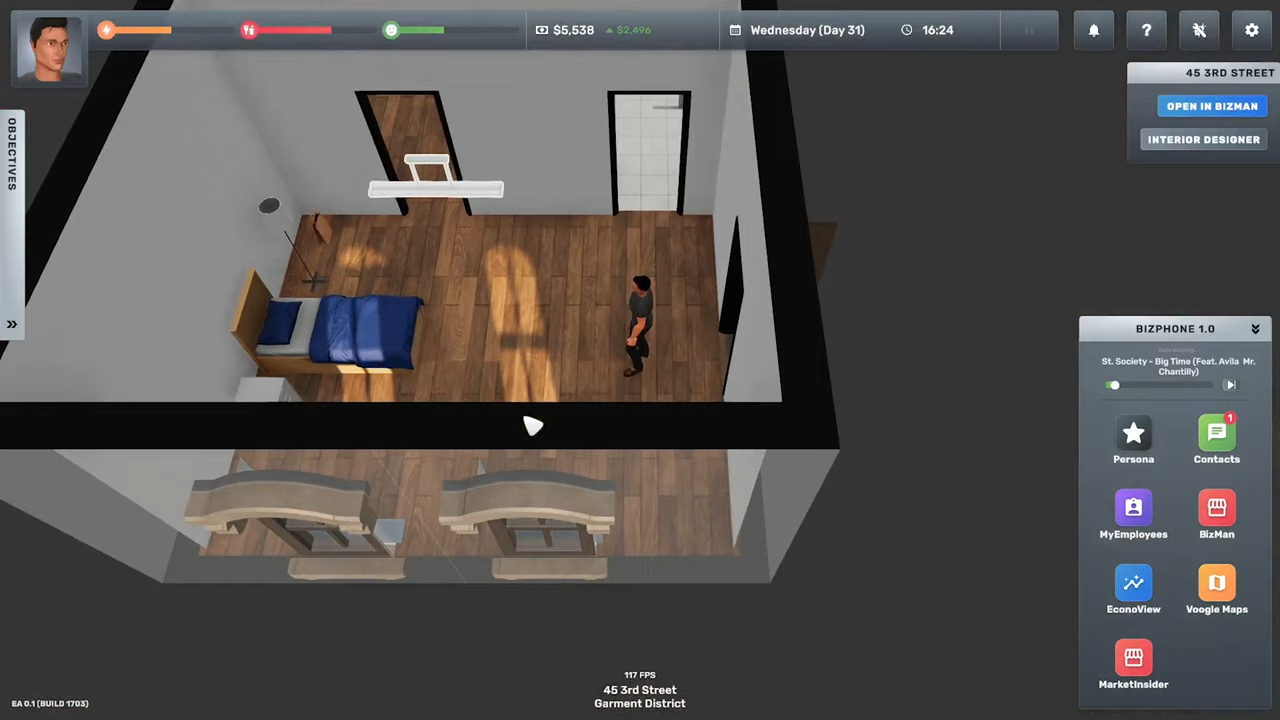 $5,538
$2,496
Wednesday (Day 31)
16:24
?
45 3RD STREET
OPEN IN BIZMAN
INTERIOR DESIGNER
OBJECTIVES
»
BIZPHONE 1.0
St. Society - Big Time (Feat. Avila Mr.
Chantilly)
Persona
1
Contacts
MyEmployees
BizMan
EconoView
Voogle Maps
MarketInsider
117 FPS
45 3rd Street
Garment District
EA 0.1 (BUILD 1703)